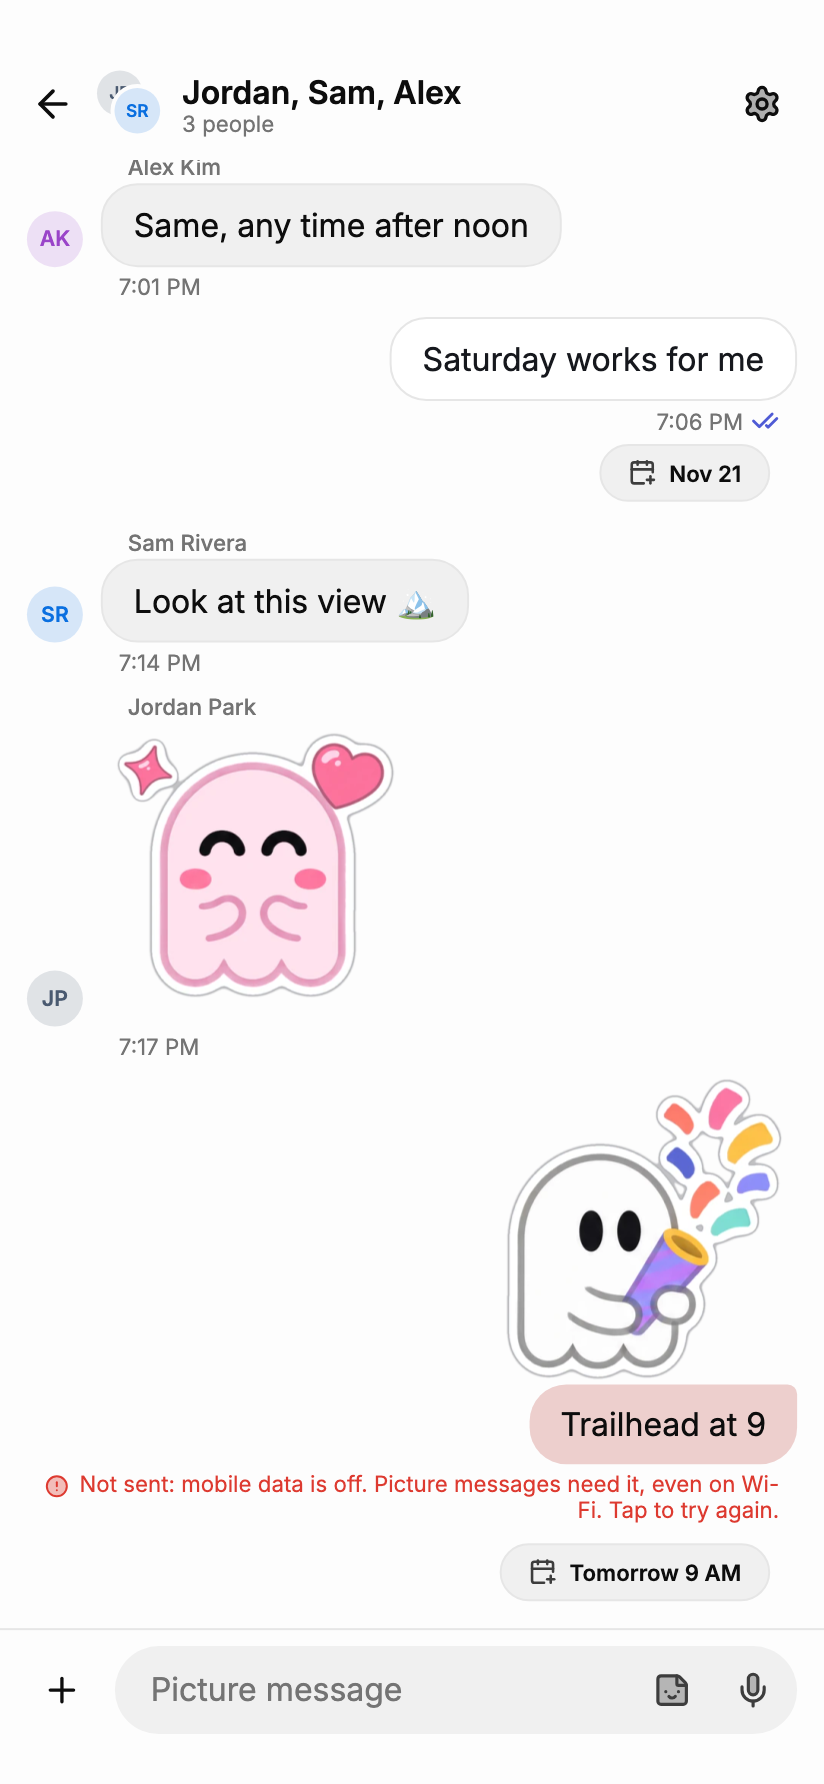 SR
Jordan, Sam, Alex
3 people
Alex Kim
AK
Same, any time after noon
7:01 PM
Saturday works for me
7:06 PM
Nov 21
Sam Rivera
SR
Look at this view 🏔️
7:14 PM
Jordan Park
JP
7:17 PM
Trailhead at 9
Not sent: mobile data is off. Picture messages need it, even on Wi-
Fi. Tap to try again.
Tomorrow 9 AM
Picture message